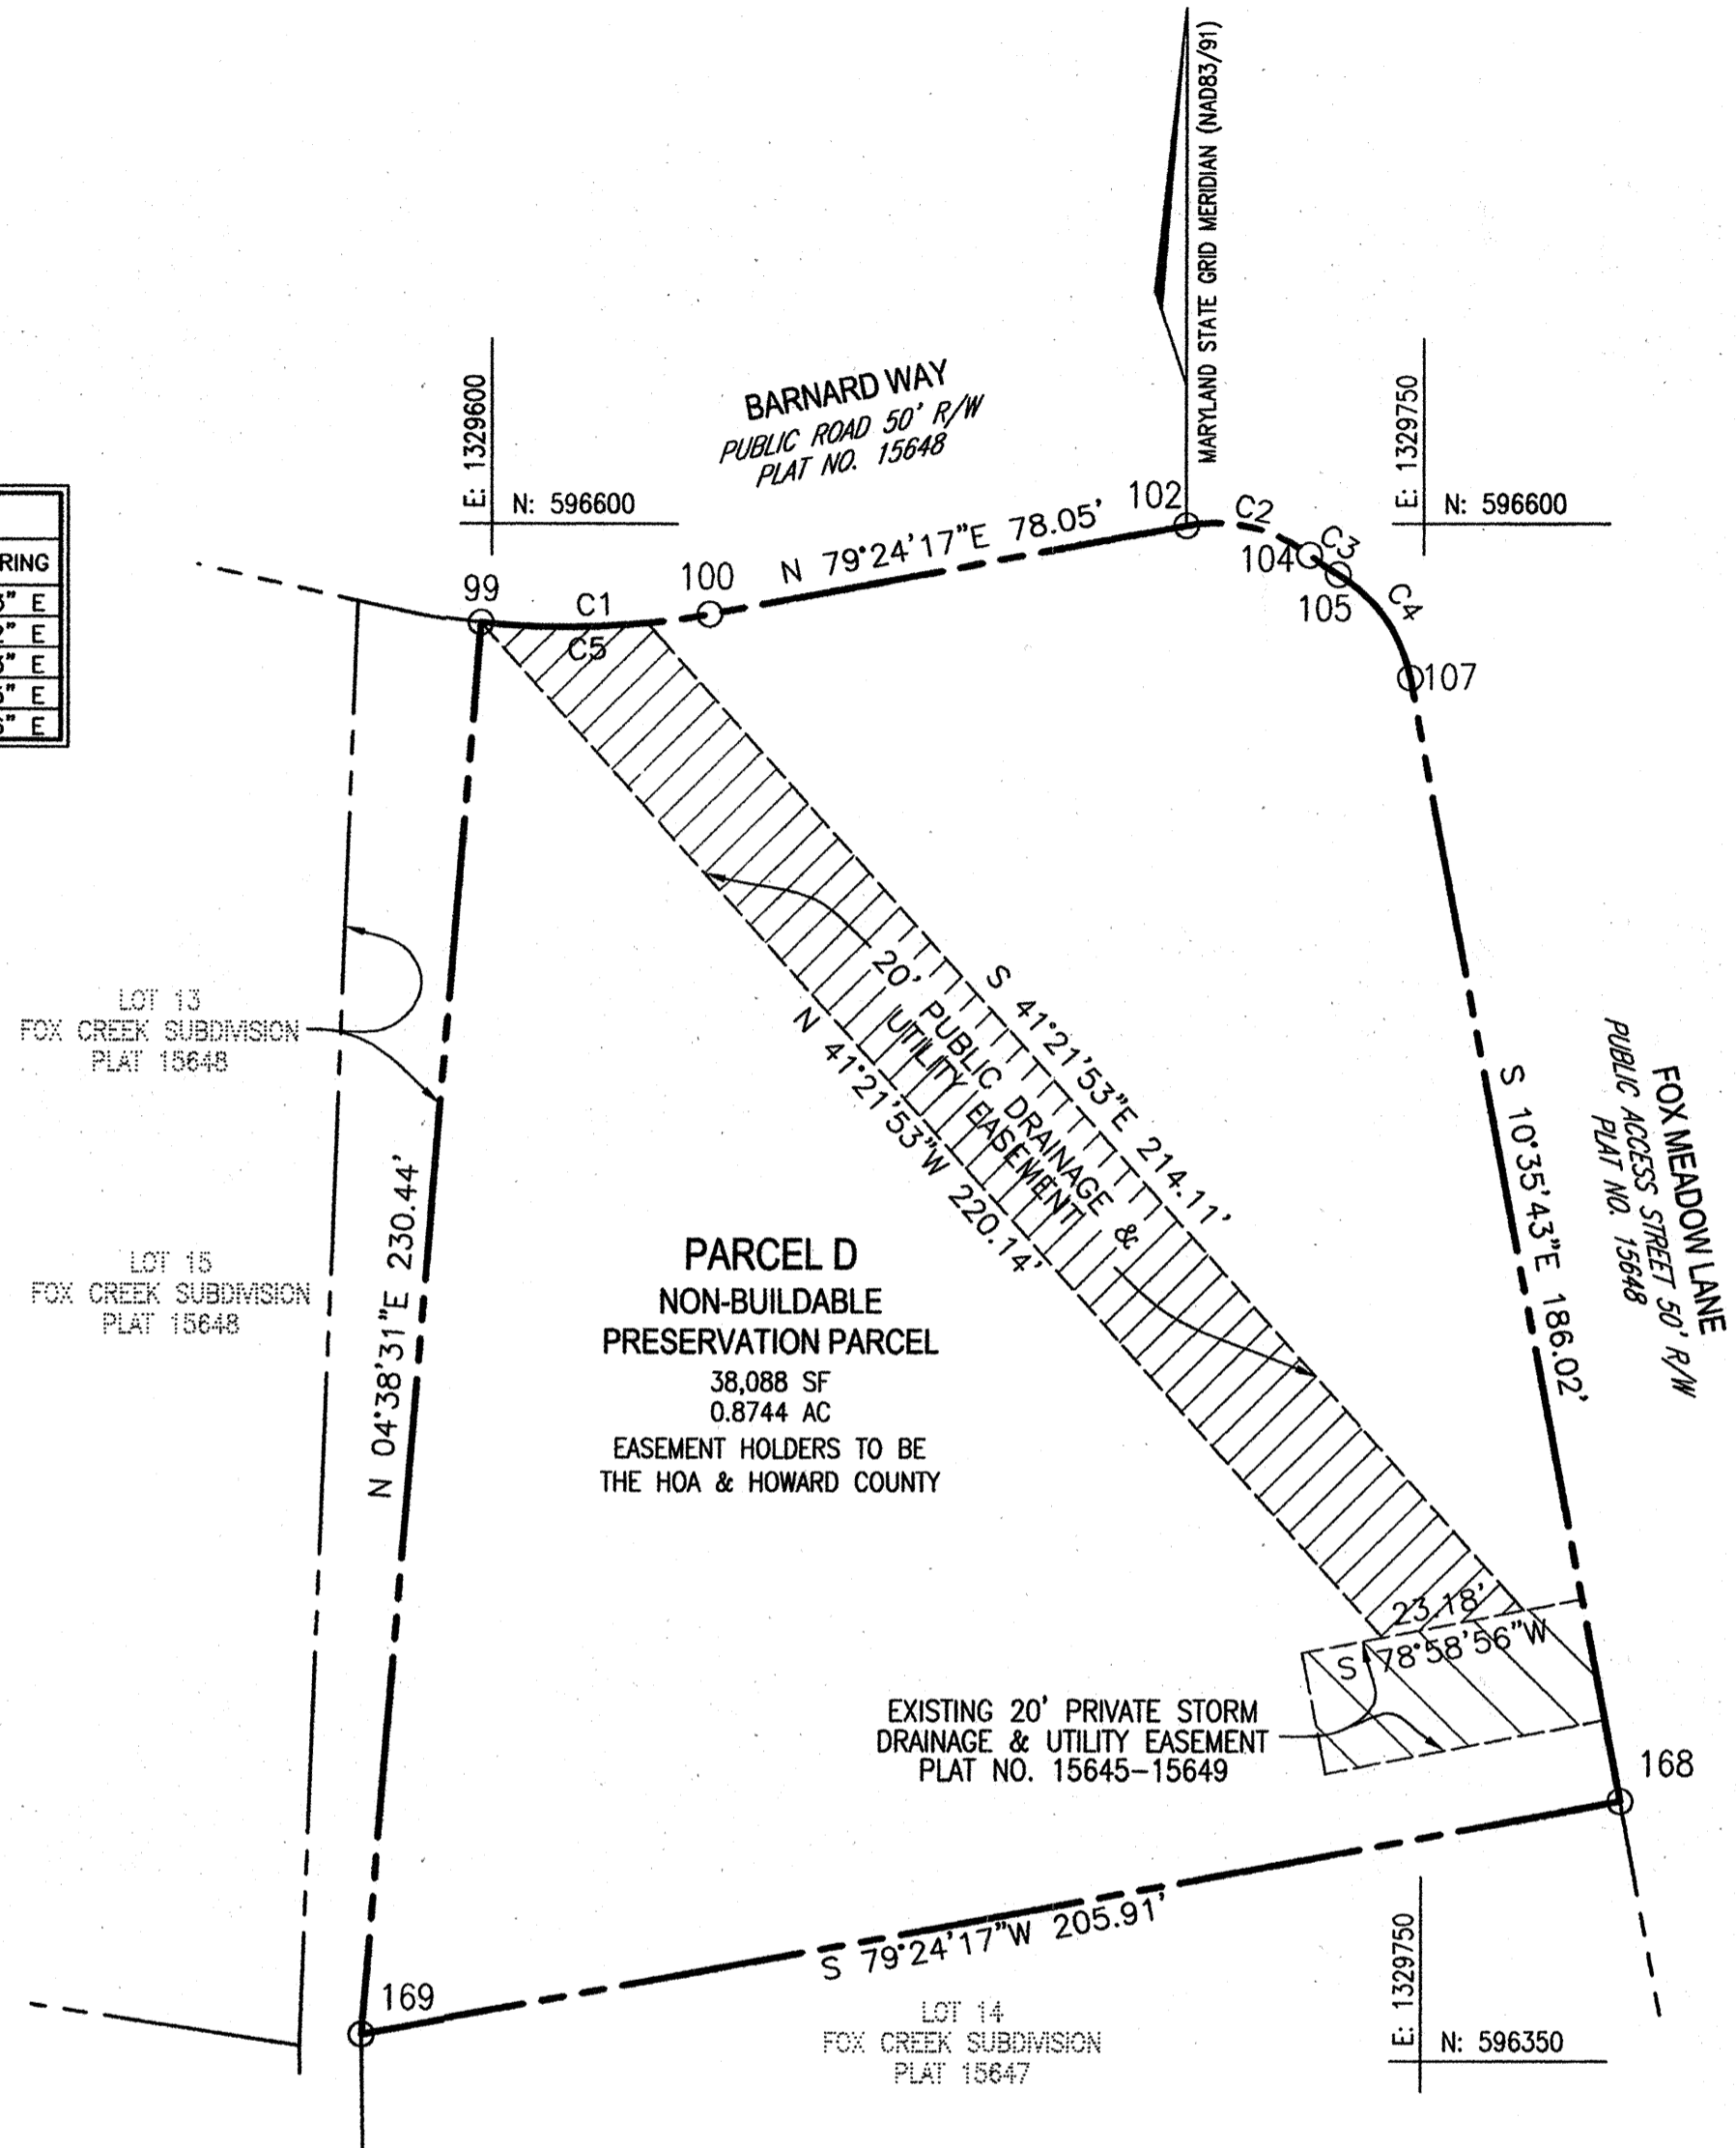 MARYLAND STATE GRID MERIDIAN (NAD83/91)
E: 1329600
N: 596600
BARNARD WAY
PUBLIC ROAD 50' R/W
PLAT NO. 15648
E: 1329750
N: 596600
RING
" E
" E
" E
" E
" E
99
C1
C5
100
N 79°24'17"E 78.05'
102
C2
104
C3
105
C4
107
LOT 13
FOX CREEK SUBDIVISION
PLAT 15648
20' PUBLIC DRAINAGE &
UTILITY EASEMENT
S 41°21'53"E 214.11'
N 41°21'53"W 220.14'
S 10°35'43"E 186.02'
FOX MEADOW LANE
PUBLIC ACCESS STREET 50' R/W
PLAT NO. 15648
N 04°38'31"E 230.44'
LOT 15
FOX CREEK SUBDIVISION
PLAT 15648
PARCEL D
NON-BUILDABLE
PRESERVATION PARCEL
38,088 SF
0.8744 AC
EASEMENT HOLDERS TO BE
THE HOA & HOWARD COUNTY
23.18'
S 78°58'56"W
EXISTING 20' PRIVATE STORM
DRAINAGE & UTILITY EASEMENT
PLAT NO. 15645-15649
168
S 79°24'17"W 205.91'
169
LOT 14
FOX CREEK SUBDIVISION
PLAT 15647
E: 1329750
N: 596350